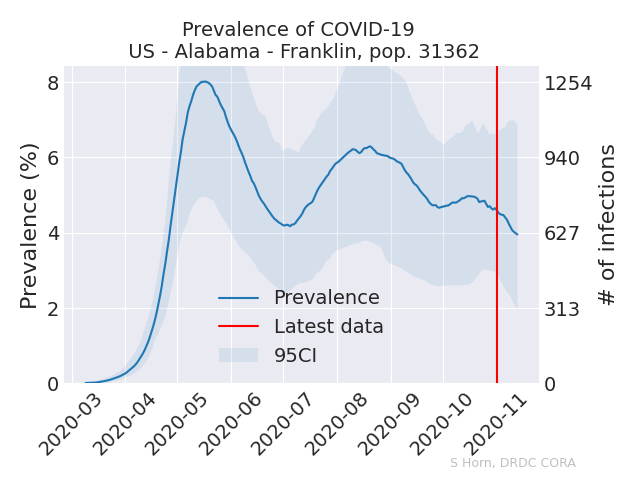 Prevalence of COVID-19
US - Alabama - Franklin, pop. 31362
Prevalence (%)
8
6
4
2
0
1254
940
627
313
0
# of infections
Prevalence
Latest data
95CI
2020-03
2020-04
2020-05
2020-06
2020-07
2020-08
2020-09
2020-10
2020-11
S Horn, DRDC CORA